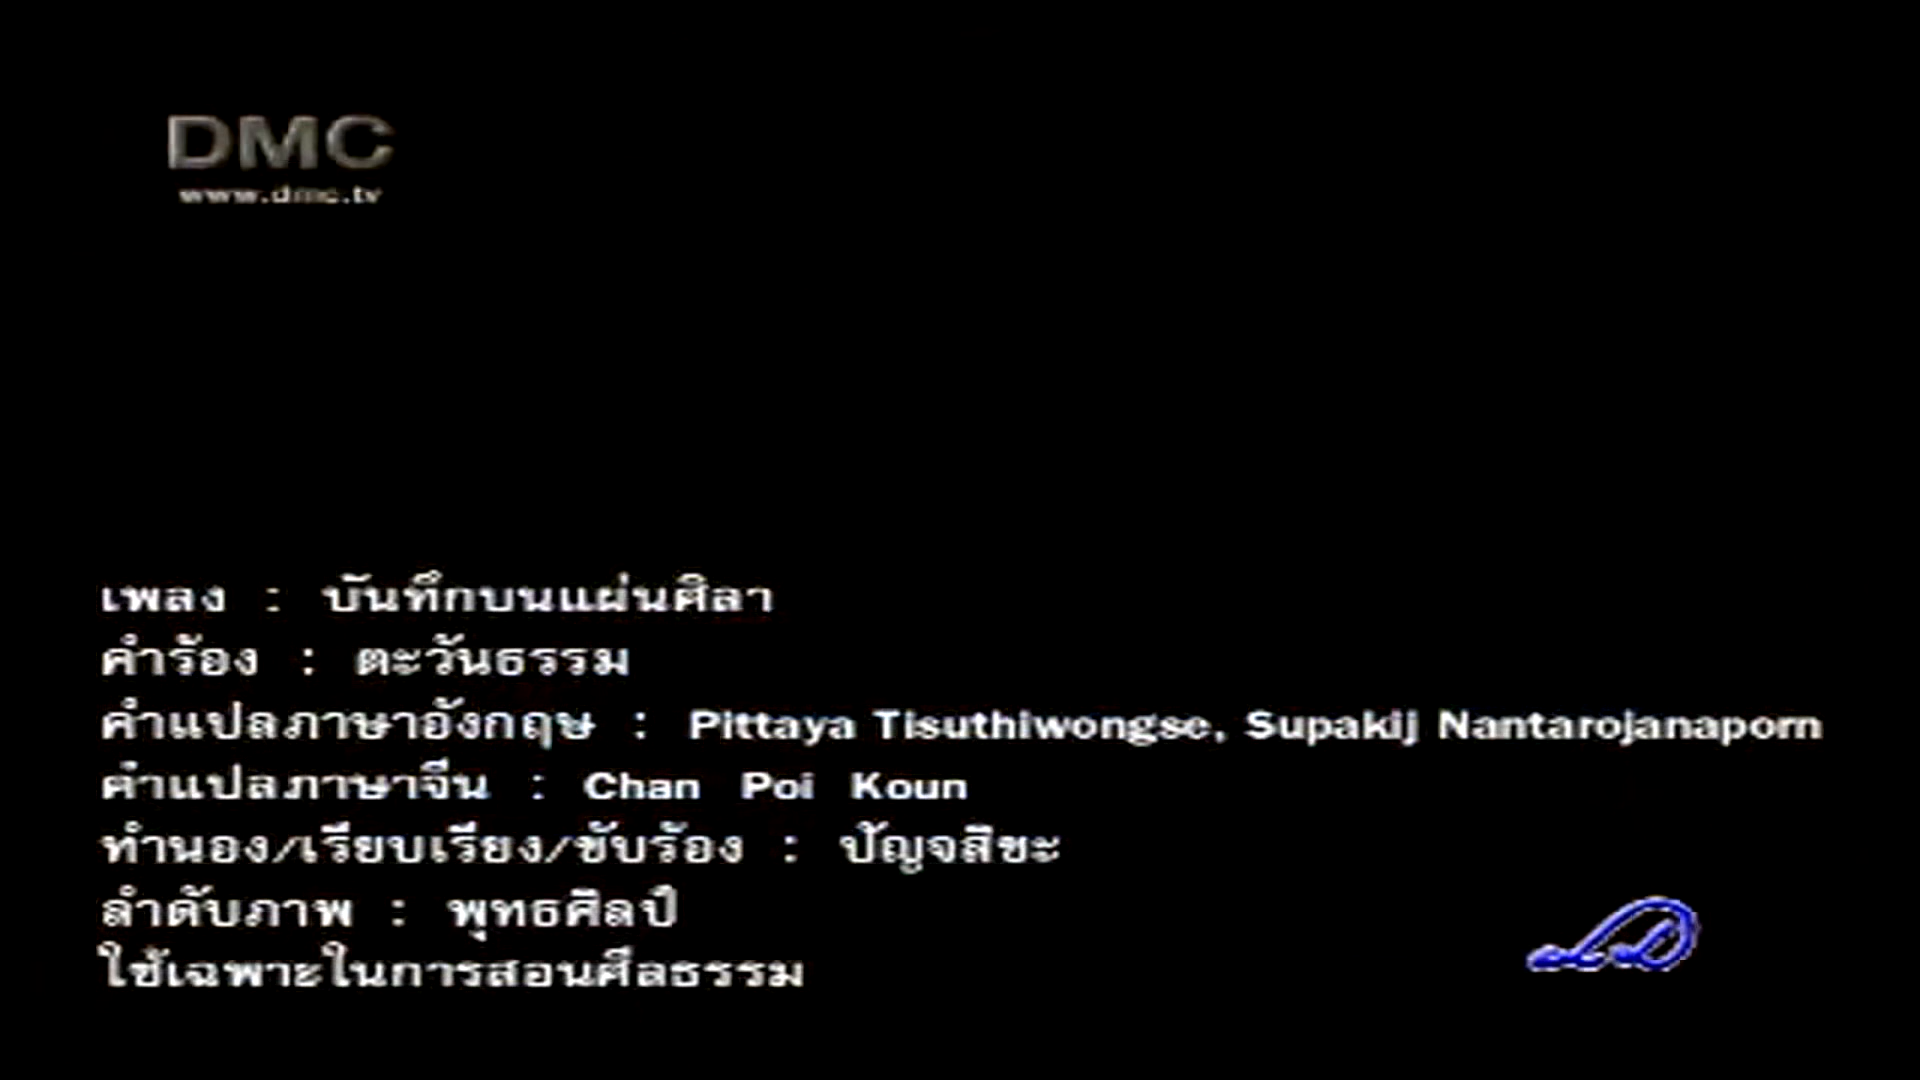 DMC
www.dmc.tv
เพลง : บันทึกบนแผ่นศิลา
คำร้อง : ตะวันธรรม
คำแปลภาษาอังกฤษ : Pittaya Tisuthiwongse, Supakij Nantarojanaporn
คำแปลภาษาจีน : Chan Poi Koun
ทำนอง/เรียบเรียง/ขับร้อง : ปัญจสิขะ
ลำดับภาพ : พุทธศิลป์
ใช้เฉพาะในการสอนศีลธรรม